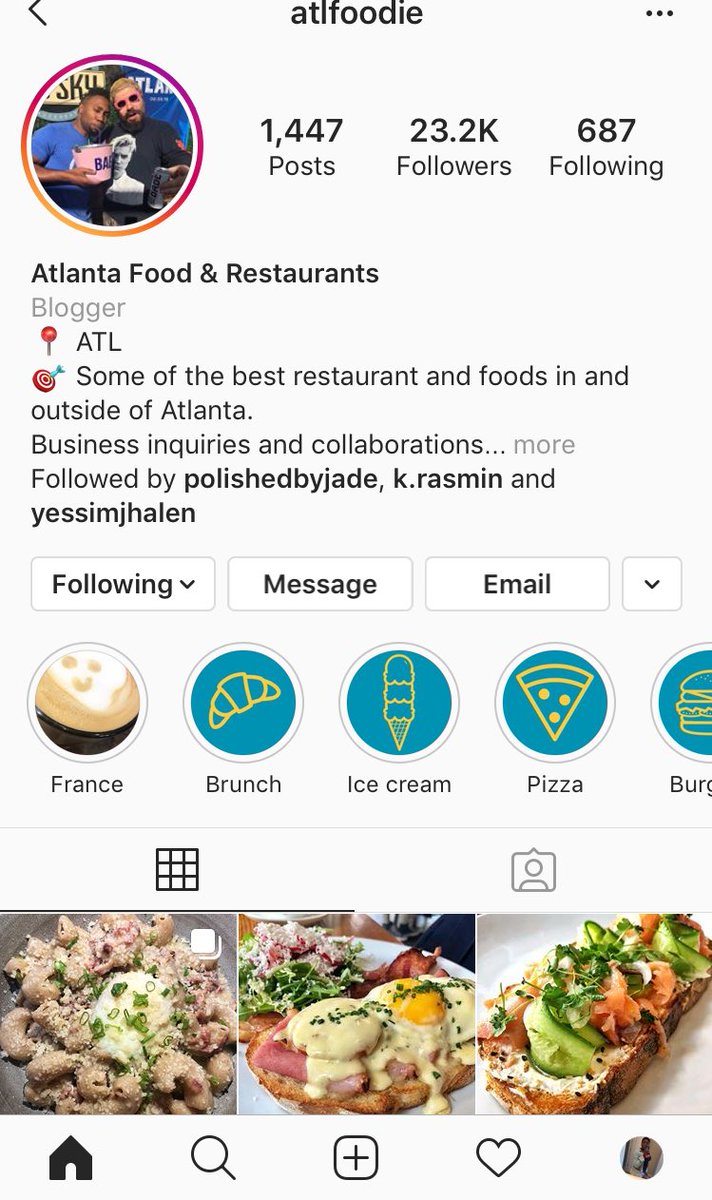 atlfoodie
1,447
Posts
23.2K
Followers
687
Following
Atlanta Food & Restaurants
Blogger
ATL
Some of the best restaurant and foods in and
outside of Atlanta.
Business inquiries and collaborations... more
Followed by polishedbyjade, k.rasmin and
yessimjhalen
Following
Message
Email
France
Brunch
Ice cream
Pizza
Burg